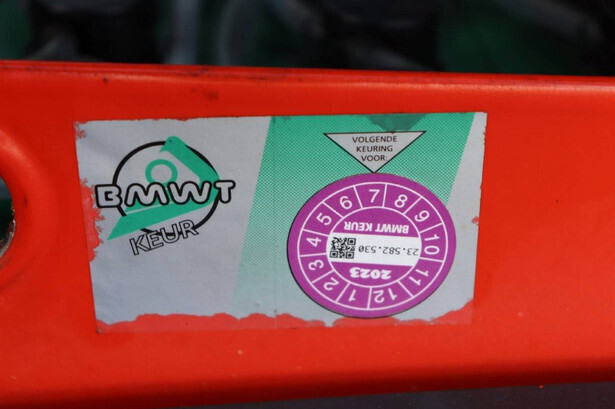 BMWT
KEUR
VOLGENDE
KEURING
VOOR:
1 2 3 4 5 6 7 8 9 10 11 12
BMWT KEUR
23.582.530
2023